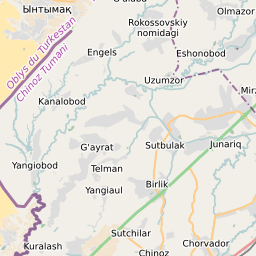 Ынтымақ
Rokossovskiy
nomidagi
Olmazor
Engels
Eshonobod
Oblys du Turkestan
Chinoz Tumani
Uzumzor
Kanalobod
G'ayrat
Sutbulak
Junariq
Yangiobod
Telman
Birlik
Yangiaul
Sutchilar
Kuralash
Chinoz
Chorvador